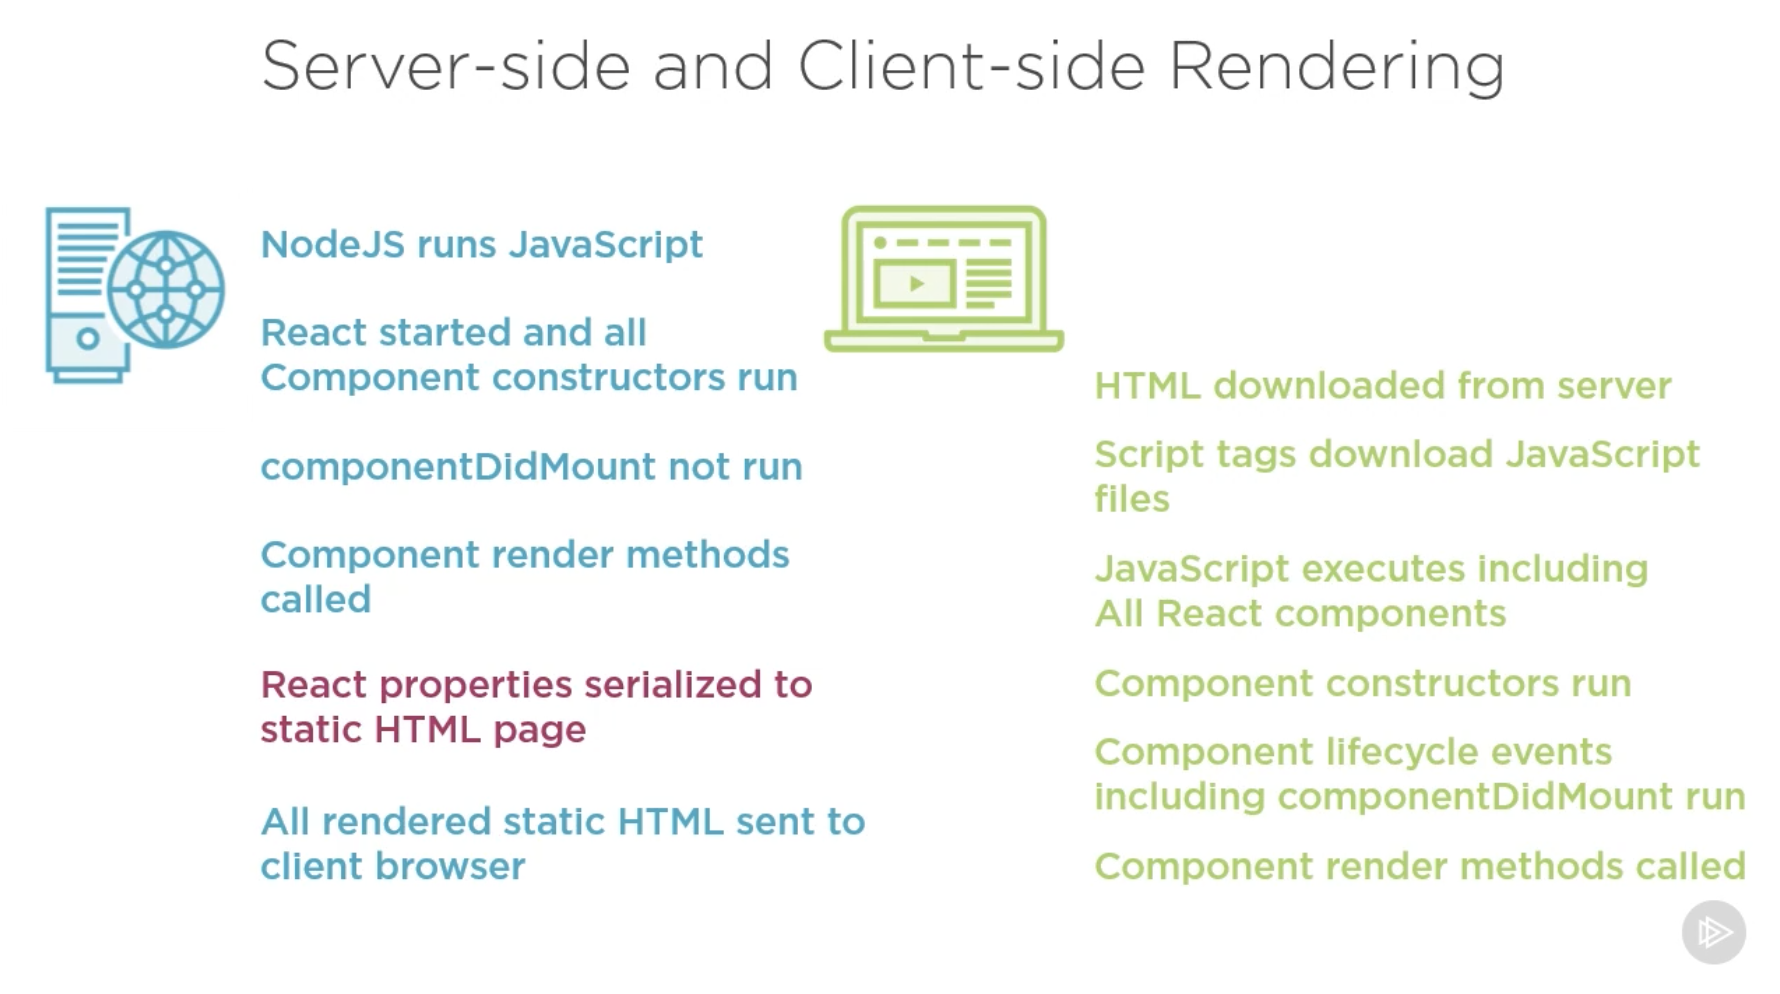 Server-side and Client-side Rendering
NodeJS runs JavaScript
React started and all
Component constructors run
componentDidMount not run
Component render methods
called
React properties serialized to
static HTML page
All rendered static HTML sent to
client browser
HTML downloaded from server
Script tags download JavaScript
files
JavaScript executes including
All React components
Component constructors run
Component lifecycle events
including componentDidMount run
Component render methods called